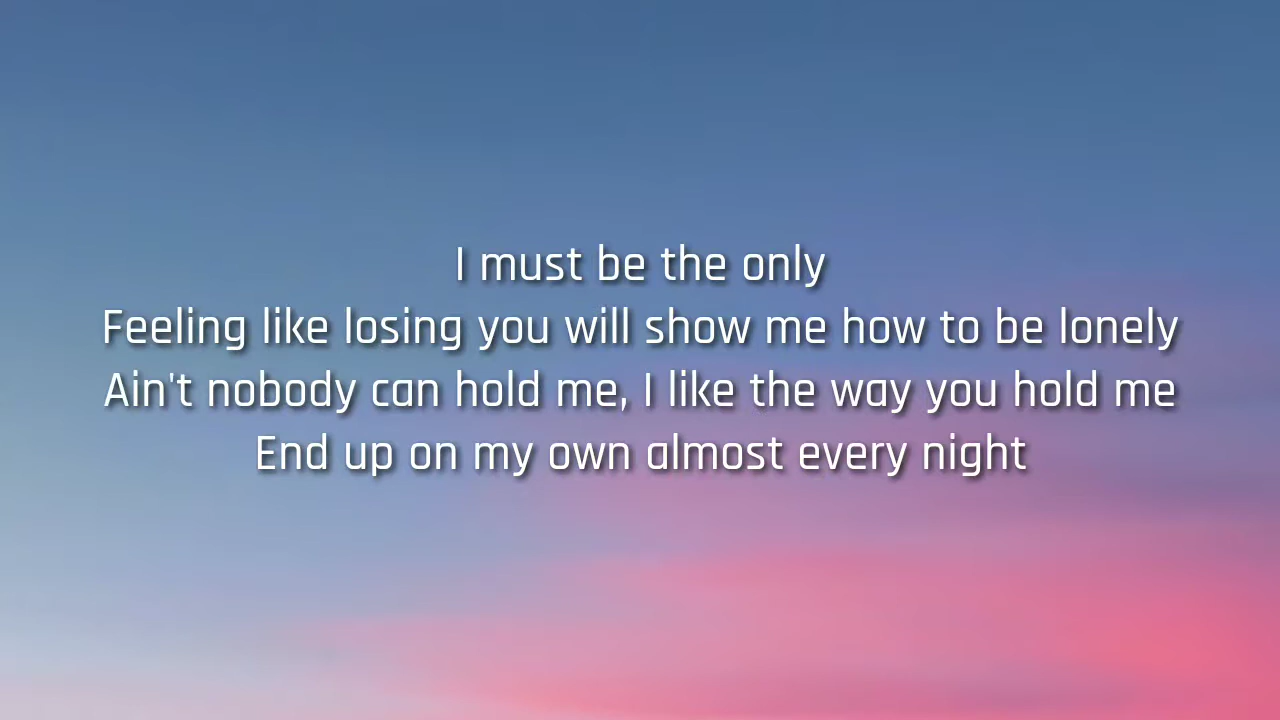 I must be the only
Feeling like losing you will show me how to be lonely
Ain't nobody can hold me, I like the way you hold me
End up on my own almost every night